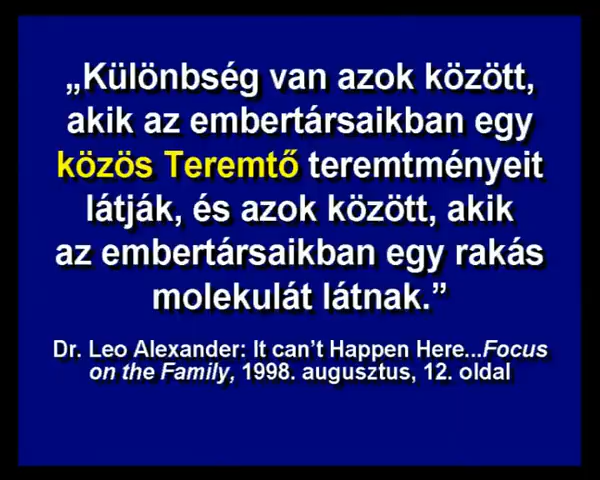 „Különbség van azok között,
akik az embertársaikban egy
közös Teremtő teremtményeit
látják, és azok között, akik
az embertársaikban egy rakás
molekulát látnak.”
Dr. Leo Alexander: It can’t Happen Here...Focus
on the Family, 1998. augusztus, 12. oldal